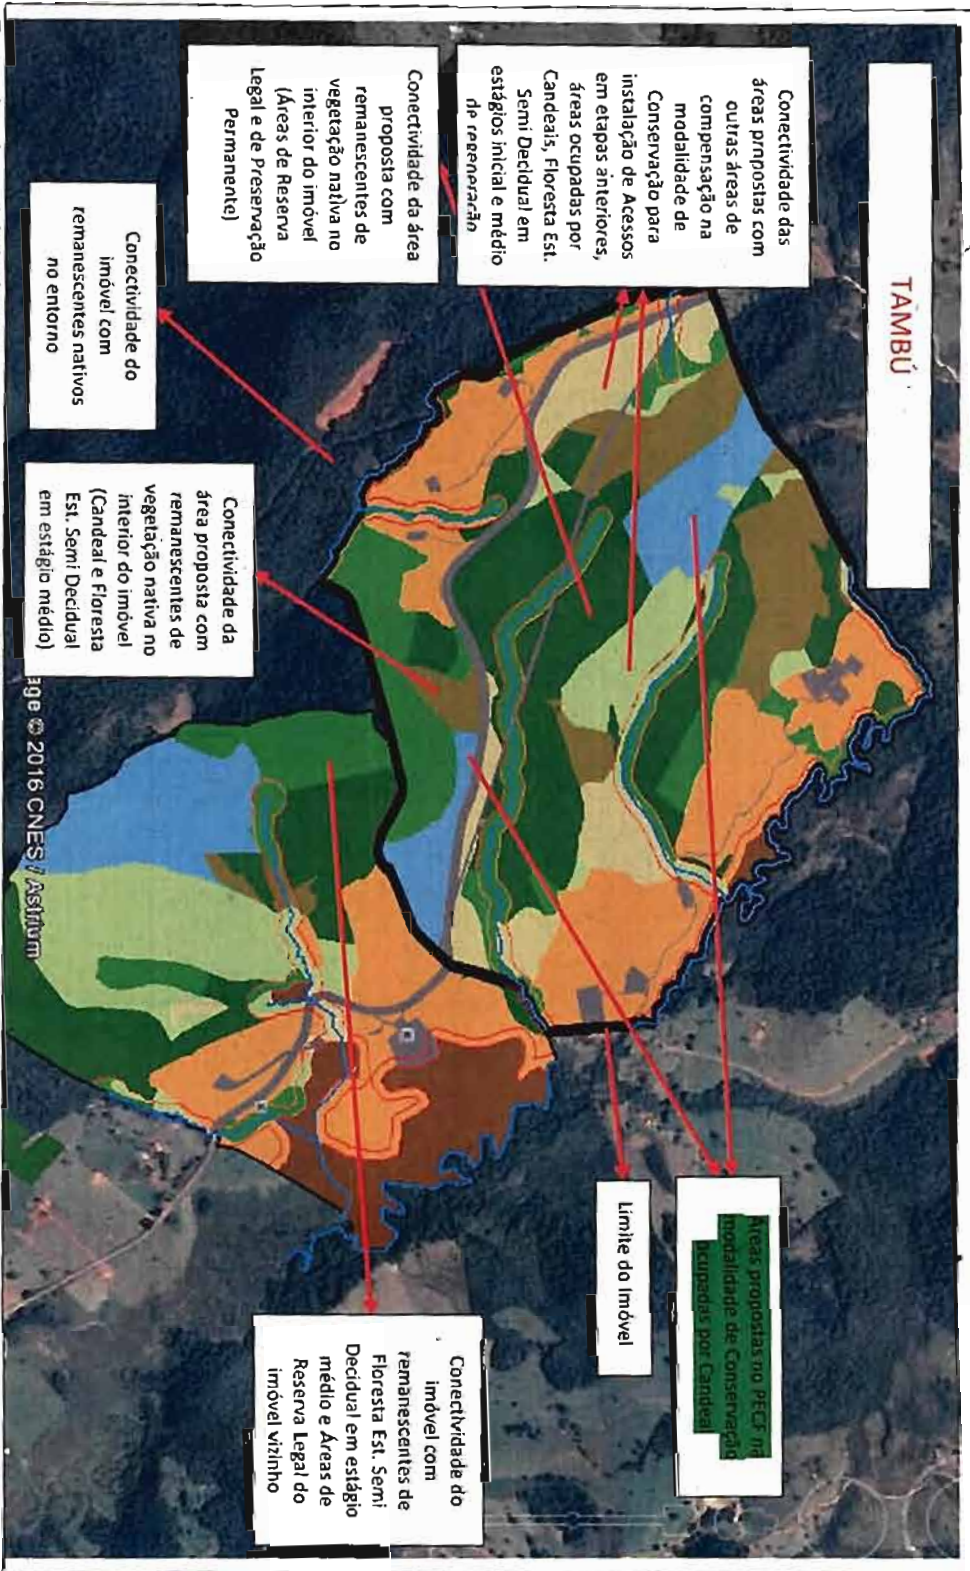 TAMBÚ
Conectividade das
áreas propostas com
outras áreas de
compensação na
modalidade de
Conservação para
instalação de Acessos
em etapas anteriores,
áreas ocupadas por
Candeais, Floresta Est.
Semi Decidual em
estágios inicial e médio
de regeneração
Conectividade da área
proposta com
remanescentes de
vegetação nativa no
interior do imóvel
(Áreas de Reserva
Legal e de Preservação
Permanamente)
Conectividade do
imóvel com
remanescentes nativos
no entorno
Conectividade da
área proposta com
remanescentes de
vegetação nativa no
interior do imóvel
(Candeal e Floresta
Est. Semi Decidual
em estágio médio)
Áreas propostas no PECF na
modalidade de Conservação
ocupadas por Candeal
Limite do Imóvel
Conectividade do
imóvel com
remanescentes de
Floresta Est. Semi
Decidual em estágio
médio e Áreas de
Reserva Legal do
imóvel vizinho
age © 2016 CNES / Astrium